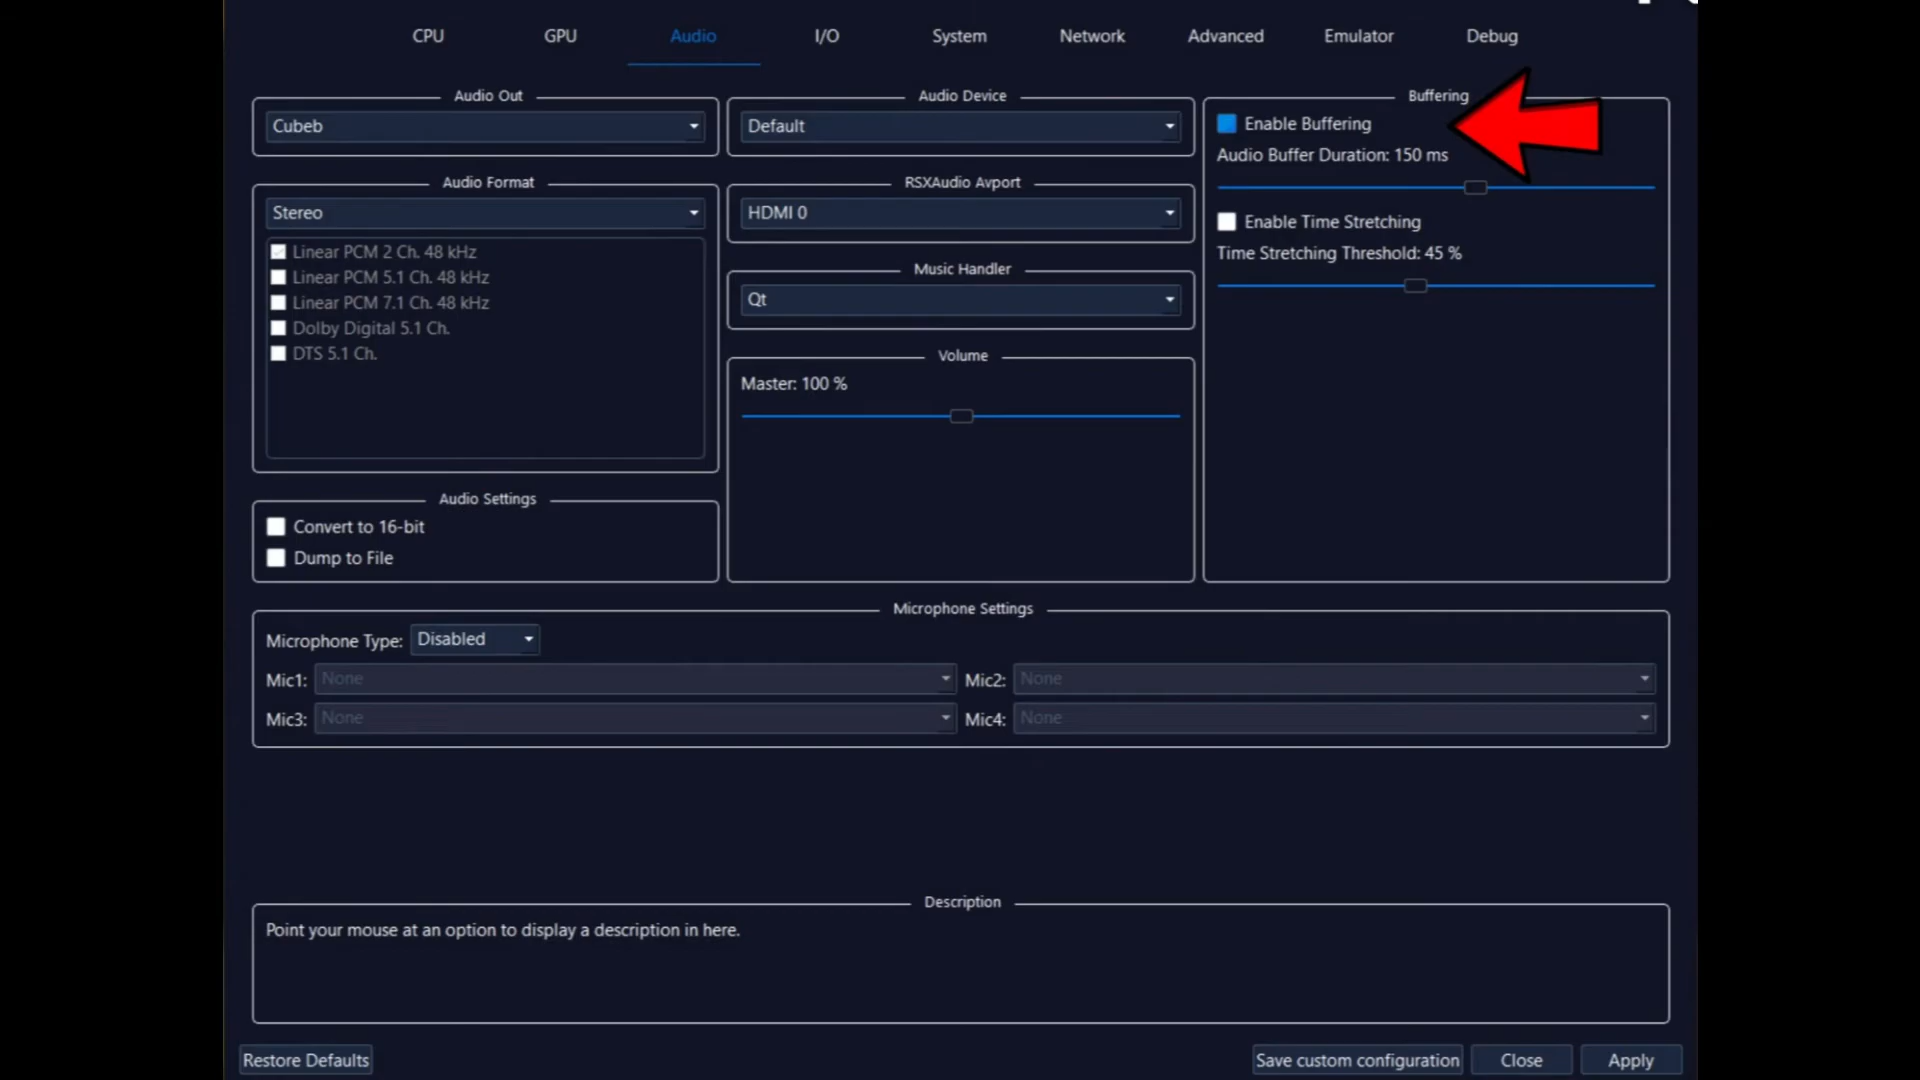 CPU
GPU
Audio
I/O
System
Network
Advanced
Emulator
Debug
Audio Out
Cubeb
Audio Device
Default
Buffering
Enable Buffering
Audio Buffer Duration: 150 ms
Enable Time Stretching
Time Stretching Threshold: 45 %
Audio Format
Stereo
Linear PCM 2 Ch. 48 kHz
Linear PCM 5.1 Ch. 48 kHz
Linear PCM 7.1 Ch. 48 kHz
Dolby Digital 5.1 Ch.
DTS 5.1 Ch.
RSXAudio Avport
HDMI 0
Music Handler
Qt
Volume
Master: 100 %
Audio Settings
Convert to 16-bit
Dump to File
Microphone Settings
Microphone Type: Disabled
Mic1: None
Mic2: None
Mic3: None
Mic4: None
Description
Point your mouse at an option to display a description in here.
Restore Defaults
Save custom configuration
Close
Apply